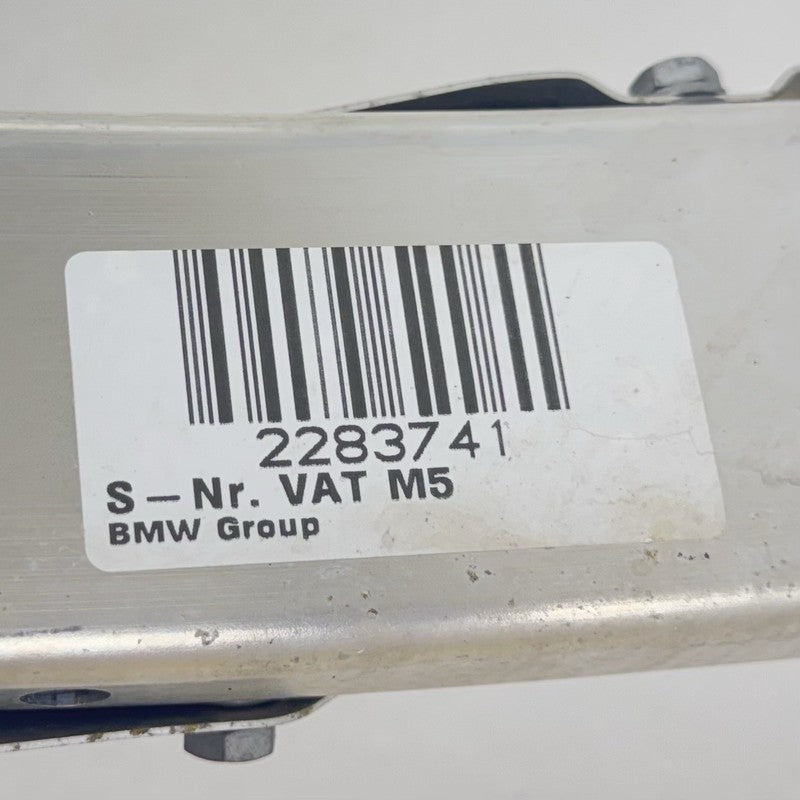 2283741
S-Nr. VAT M5
BMW Group